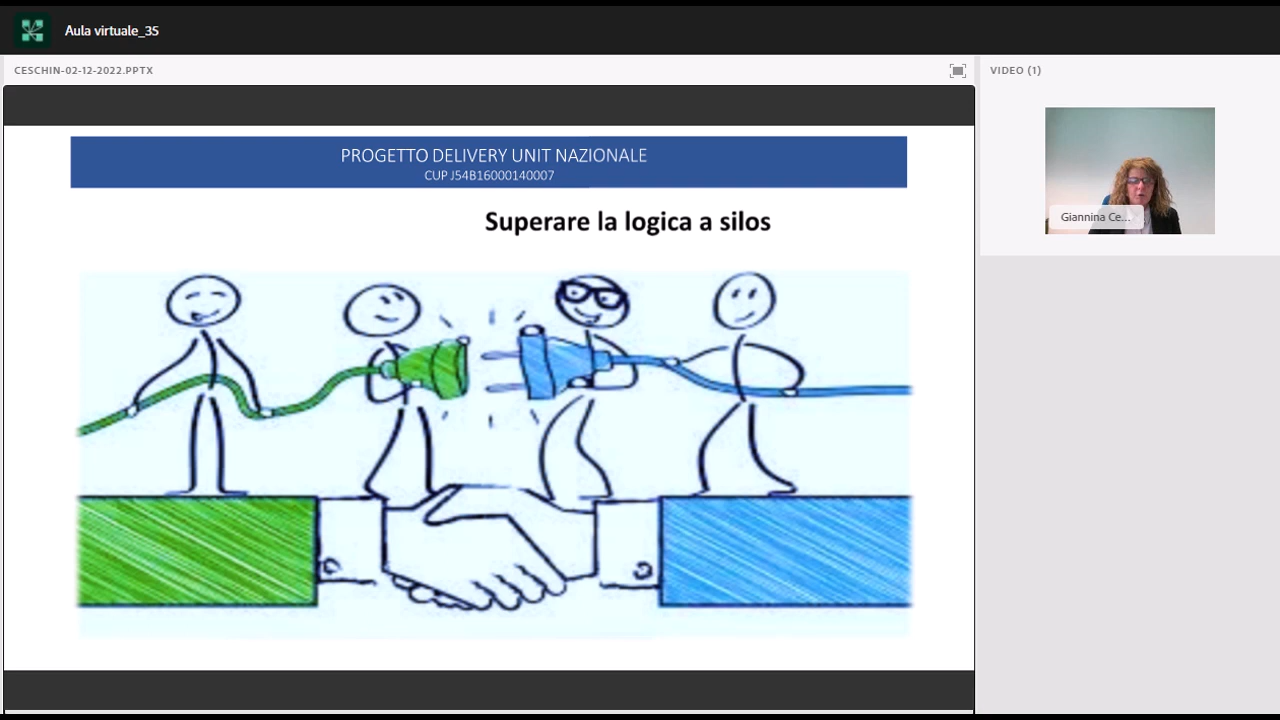 Aula virtuale_35
CESCHIN-02-12-2022.PPTX
VIDEO (1)
PROGETTO DELIVERY UNIT NAZIONALE
CUP J54B16000140007
Superare la logica a silos
Giannina Ce...